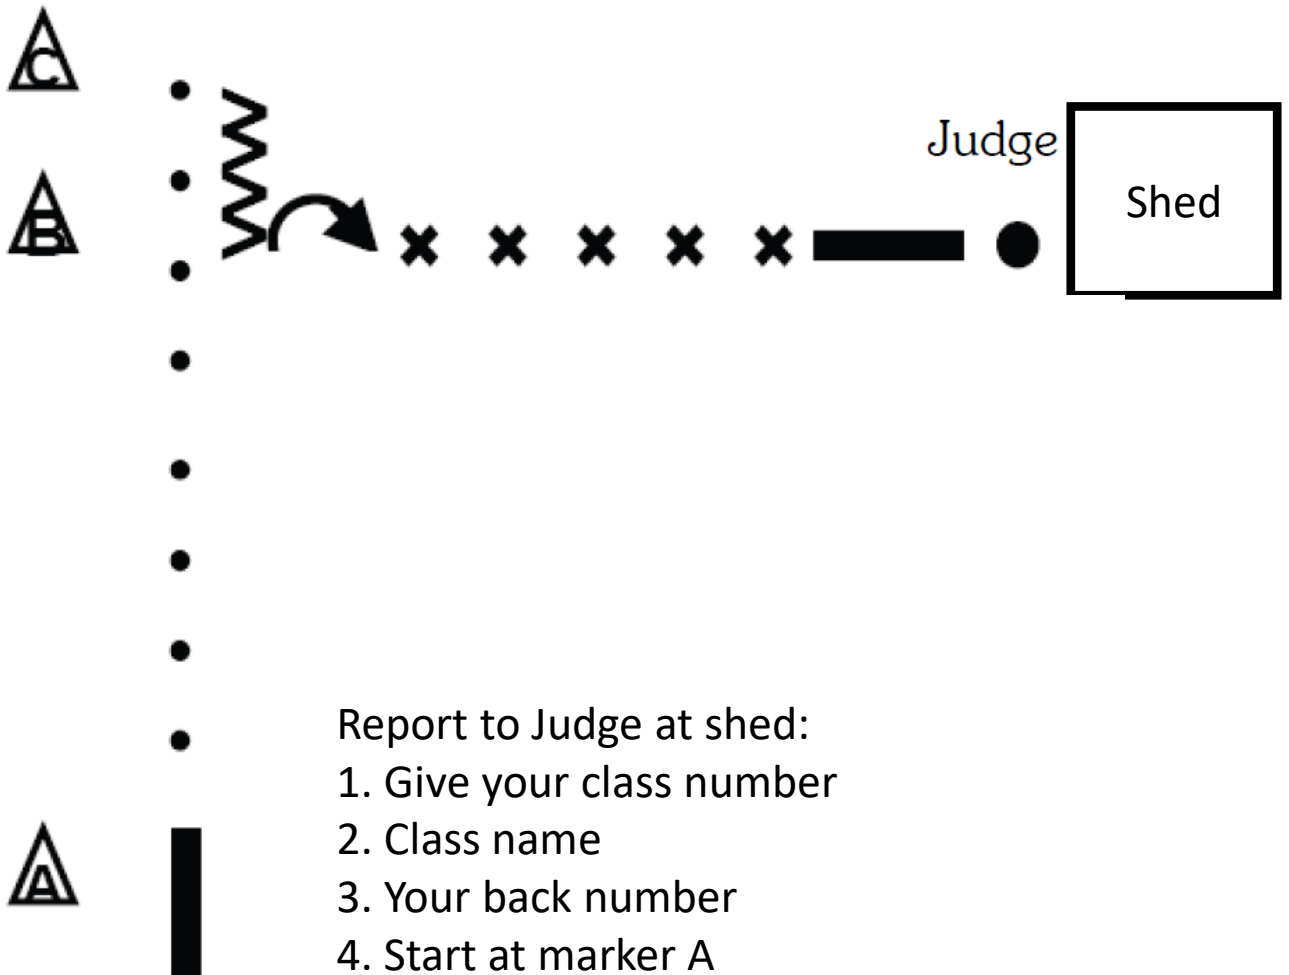 C
Judge
Shed
B
Report to Judge at shed:
1. Give your class number
2. Class name
3. Your back number
A
4. Start at marker A